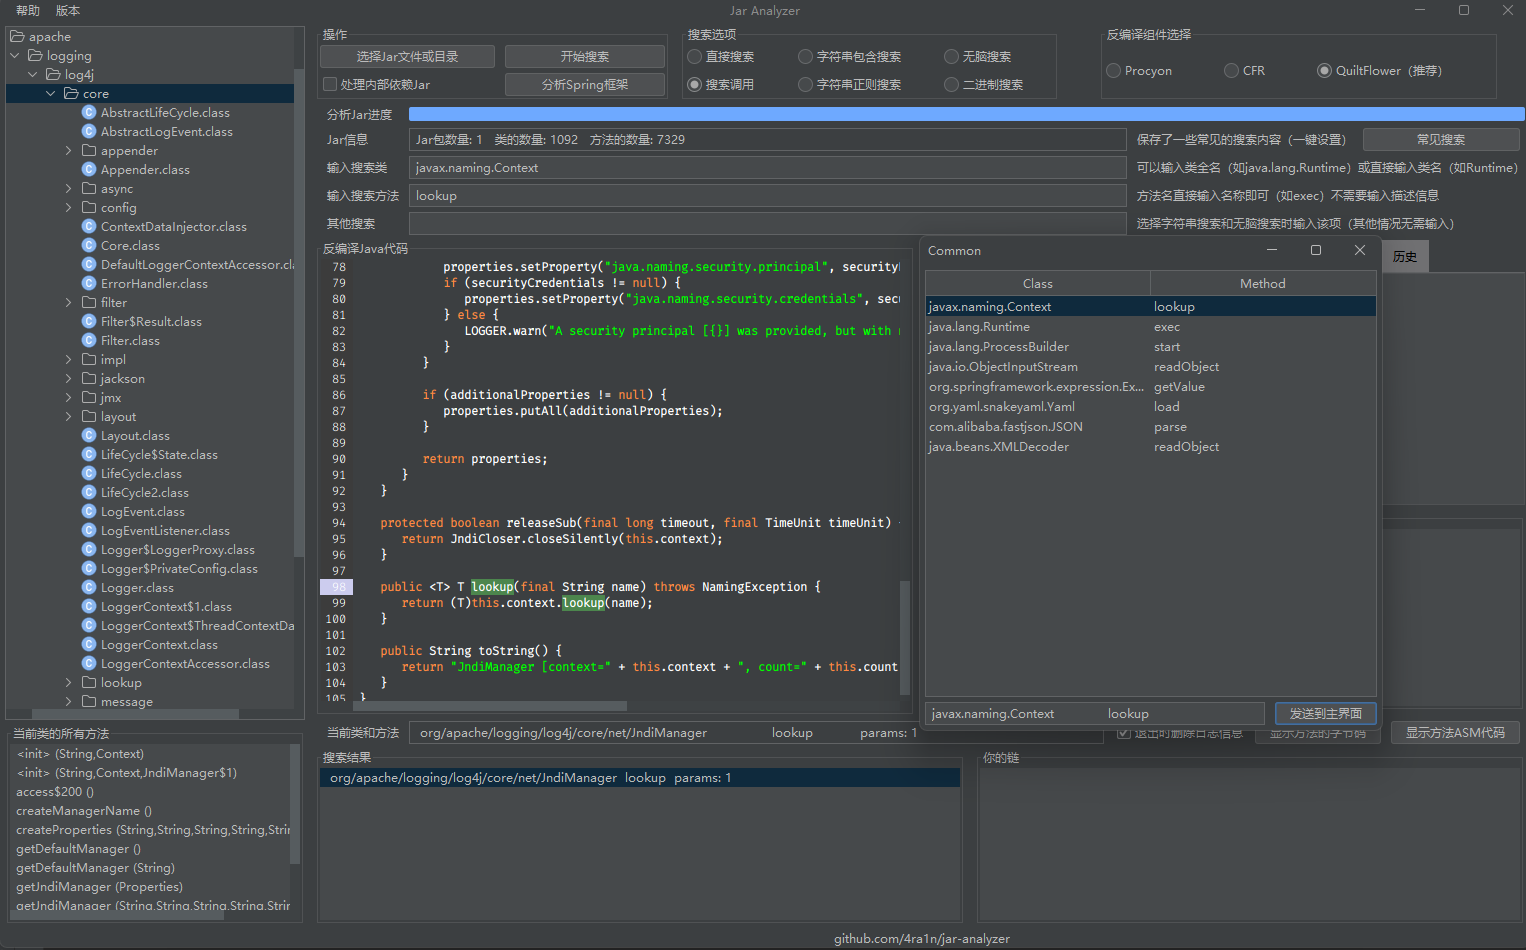 帮助 版本
Jar Analyzer
apache
logging
log4j
core
AbstractLifeCycle.class
AbstractLogEvent.class
appender
Appender.class
async
config
ContextDataInjector.class
Core.class
DefaultLoggerContextAccessor.cl
ErrorHandler.class
filter
Filter$Result.class
Filter.class
impl
jackson
jmx
layout
Layout.class
LifeCycle$State.class
LifeCycle.class
LifeCycle2.class
LogEvent.class
LogEventListener.class
Logger$LoggerProxy.class
Logger$PrivateConfig.class
Logger.class
LoggerContext$1.class
LoggerContext$ThreadContextDa
LoggerContext.class
LoggerContextAccessor.class
lookup
message
当前类的所有方法
<init> (String,Context)
<init> (String,Context,JndiManager$1)
access$200 ()
createManagerName ()
createProperties (String,String,String,String,Strin
getDefaultManager ()
getDefaultManager (String)
getJndiManager (Properties)
getJndiManager (String,String,String,String,Strin
操作
选择Jar文件或目录 开始搜索
处理内部依赖Jar 分析Spring框架
搜索选项
直接搜索 字符串包含搜索 无脑搜索
搜索调用 字符串正则搜索 二进制搜索
反编译组件选择
Procyon CFR QuiltFlower（推荐）
分析Jar进度
Jar信息 Jar包数量: 1 类的数量: 1092 方法的数量: 7329 保存了一些常见的搜索内容（一键设置） 常见搜索
输入搜索类 javax.naming.Context 可以输入类全名（如java.lang.Runtime）或直接输入类名（如Runtime）
输入搜索方法 lookup 方法名直接输入名称即可（如exec）不需要输入描述信息
其他搜索 选择字符串搜索和无脑搜索时输入该项（其他情况无需输入）
反编译Java代码
78 properties.setProperty("java.naming.security.principal", security
79 if (securityCredentials != null) {
80 properties.setProperty("java.naming.security.credentials", sec
81 } else {
82 LOGGER.warn("A security principal [{}] was provided, but with
83 }
84 }
85
86 if (additionalProperties != null) {
87 properties.putAll(additionalProperties);
88 }
89
90 return properties;
91 }
92 }
93
94 protected boolean releaseSub(final long timeout, final TimeUnit timeUnit)
95 return JndiCloser.closeSilently(this.context);
96 }
97
98 public <T> T lookup(final String name) throws NamingException {
99 return (T)this.context.lookup(name);
100 }
101
102 public String toString() {
103 return "JndiManager [context=" + this.context + ", count=" + this.count
104 }
105 }
历史
Common
Class Method
javax.naming.Context lookup
java.lang.Runtime exec
java.lang.ProcessBuilder start
java.io.ObjectInputStream readObject
org.springframework.expression.Ex... getValue
org.yaml.snakeyaml.Yaml load
com.alibaba.fastjson.JSON parse
java.beans.XMLDecoder readObject
javax.naming.Context lookup 发送到主界面
当前类和方法 org/apache/logging/log4j/core/net/JndiManager lookup params: 1 退出时删除日志信息 显示方法的字节码 显示方法ASM代码
搜索结果
org/apache/logging/log4j/core/net/JndiManager lookup params: 1
你的链
github.com/4ra1n/jar-analyzer